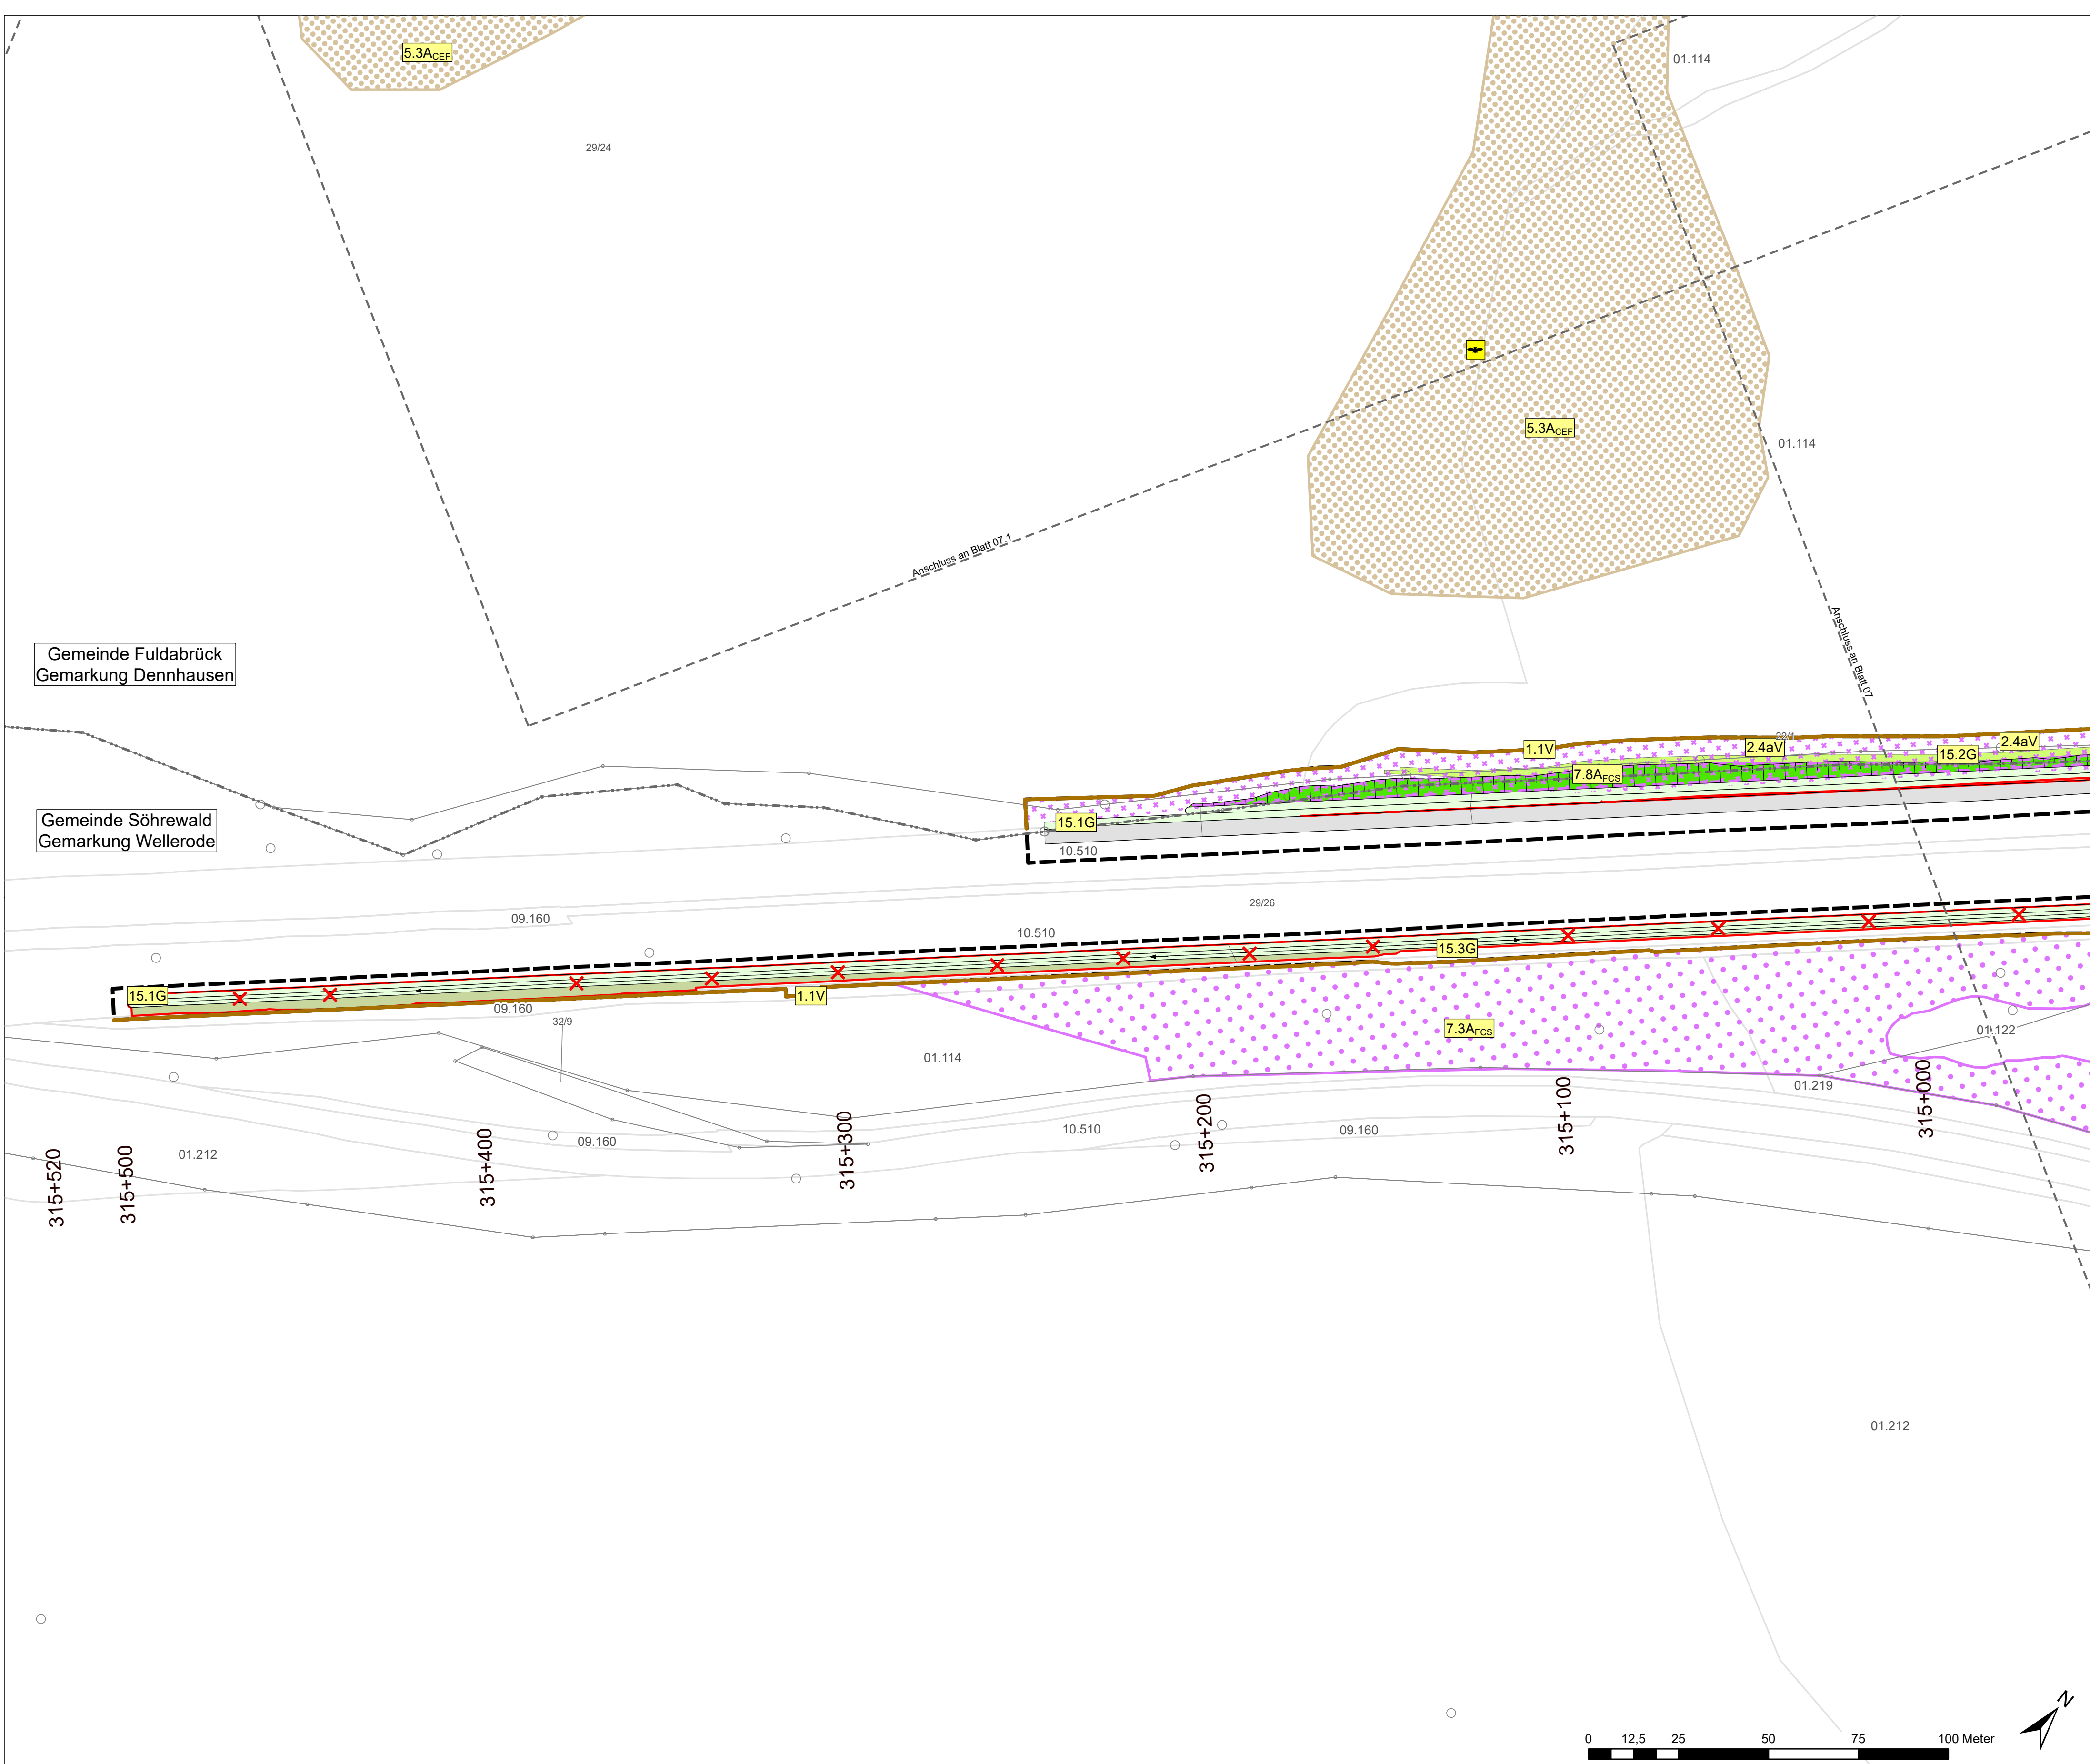 5.3ACEF
01.114
29/24
5.3ACEF
01.114
Anschluss an Blatt 07.1
Anschluss an Blatt 07
Gemeinde Fuldabrück
Gemarkung Dennhausen
Gemeinde Söhrewald
Gemarkung Wellerode
1.1V
2.4aV
2.4aV
15.2G
7.8AFCS
15.1G
10.510
29/26
09.160
10.510
15.3G
15.1G
1.1V
09.160
32/9
7.3AFCS
01.122
01.114
01.219
10.510
09.160
09.160
01.212
315+520
315+500
315+400
315+300
315+200
315+100
315+000
01.212
N
0 12,5 25 50 75 100 Meter